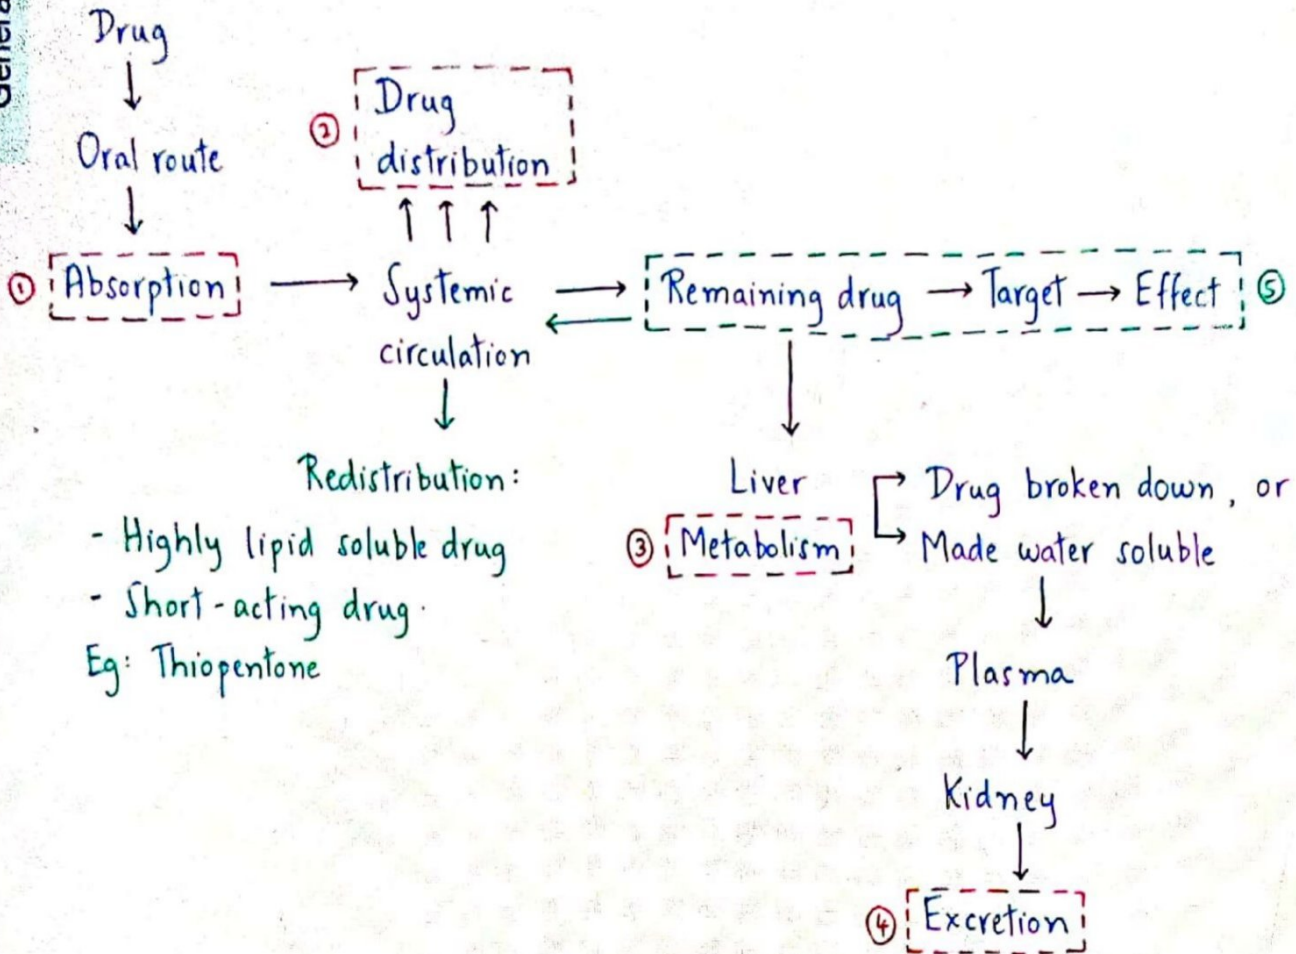 Drug
↓
Oral route
↓
① Absorption → Systemic circulation
② Drug
distribution
↑ ↑ ↑
Systemic
circulation
↓
Redistribution:
- Highly lipid soluble drug
- Short-acting drug.
Eg: Thiopentone
Remaining drug → Target → Effect ⑤
↓
Liver
③ Metabolism
Drug broken down, or
Made water soluble
↓
Plasma
↓
Kidney
↓
④ Excretion